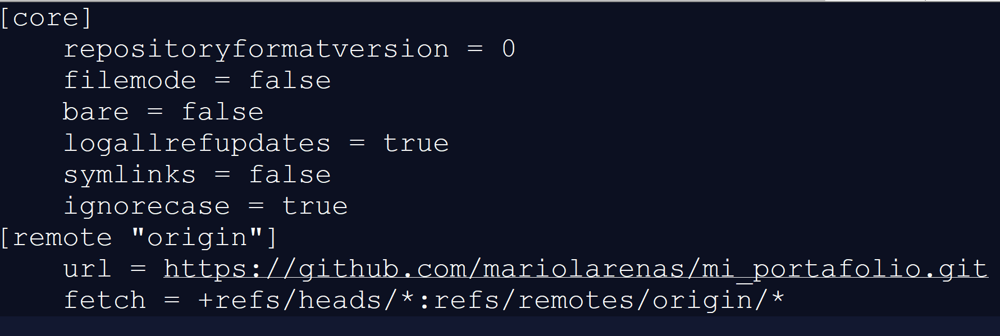 [core]
repositoryformatversion = 0
filemode = false
bare = false
logallrefupdates = true
symlinks = false
ignorecase = true
[remote "origin"]
url = https://github.com/mariolarenas/mi_portafolio.git
fetch = +refs/heads/*:refs/remotes/origin/*